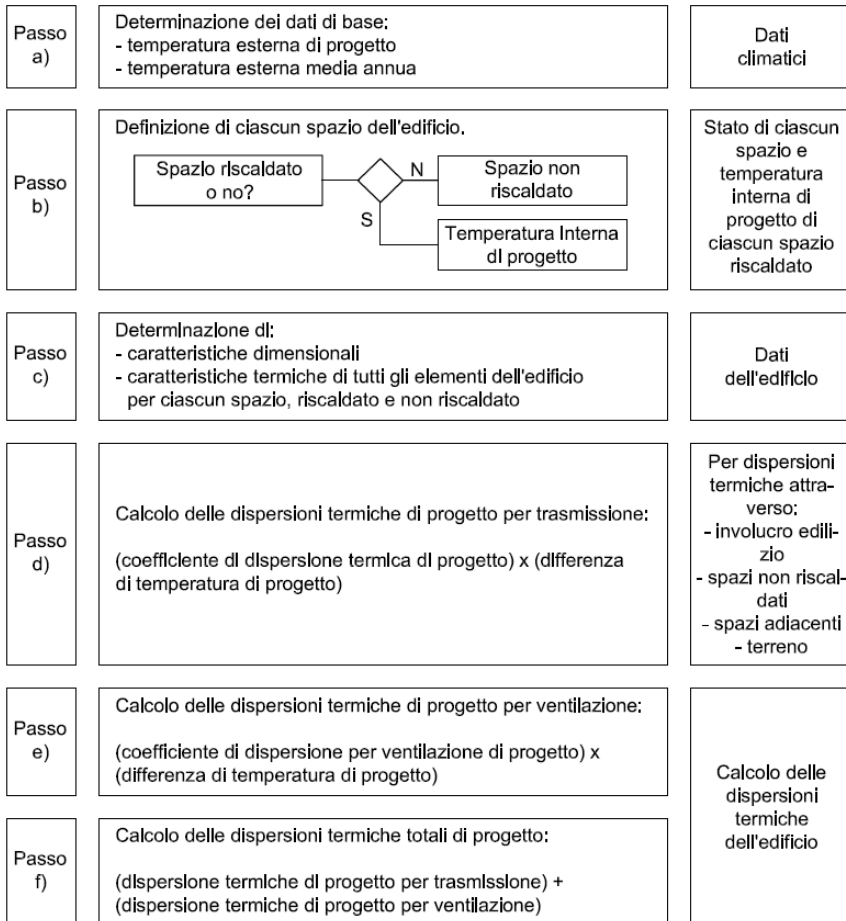 Passo
a)
Determinazione dei dati di base:
- temperatura esterna di progetto
- temperatura esterna media annua
Dati
climatici
Passo
b)
Definizione di ciascun spazio dell'edificio.
Spazio riscaldato
o no?
N
S
Spazio non
riscaldato
Temperatura Interna
di progetto
Stato di ciascun
spazio e
temperatura
interna di
progetto di
ciascun spazio
riscaldato
Passo
c)
Determinazione di:
- caratteristiche dimensionali
- caratteristiche termiche di tutti gli elementi dell'edificio
per ciascun spazio, riscaldato e non riscaldato
Dati
dell'edificio
Passo
d)
Calcolo delle dispersioni termiche di progetto per trasmissione:
(coefficiente di dispersione termica di progetto) x (differenza
di temperatura di progetto)
Per dispersioni
termiche attra-
verso:
- involucro edili-
zio
- spazi non riscal-
dati
- spazi adiacenti
- terreno
Passo
e)
Calcolo delle dispersioni termiche di progetto per ventilazione:
(coefficiente di dispersione per ventilazione di progetto) x
(differenza di temperatura di progetto)
Calcolo delle
dispersioni
termiche
dell'edificio
Passo
f)
Calcolo delle dispersioni termiche totali di progetto:
(dispersione termiche di progetto per trasmissione) +
(dispersione termiche di progetto per ventilazione)